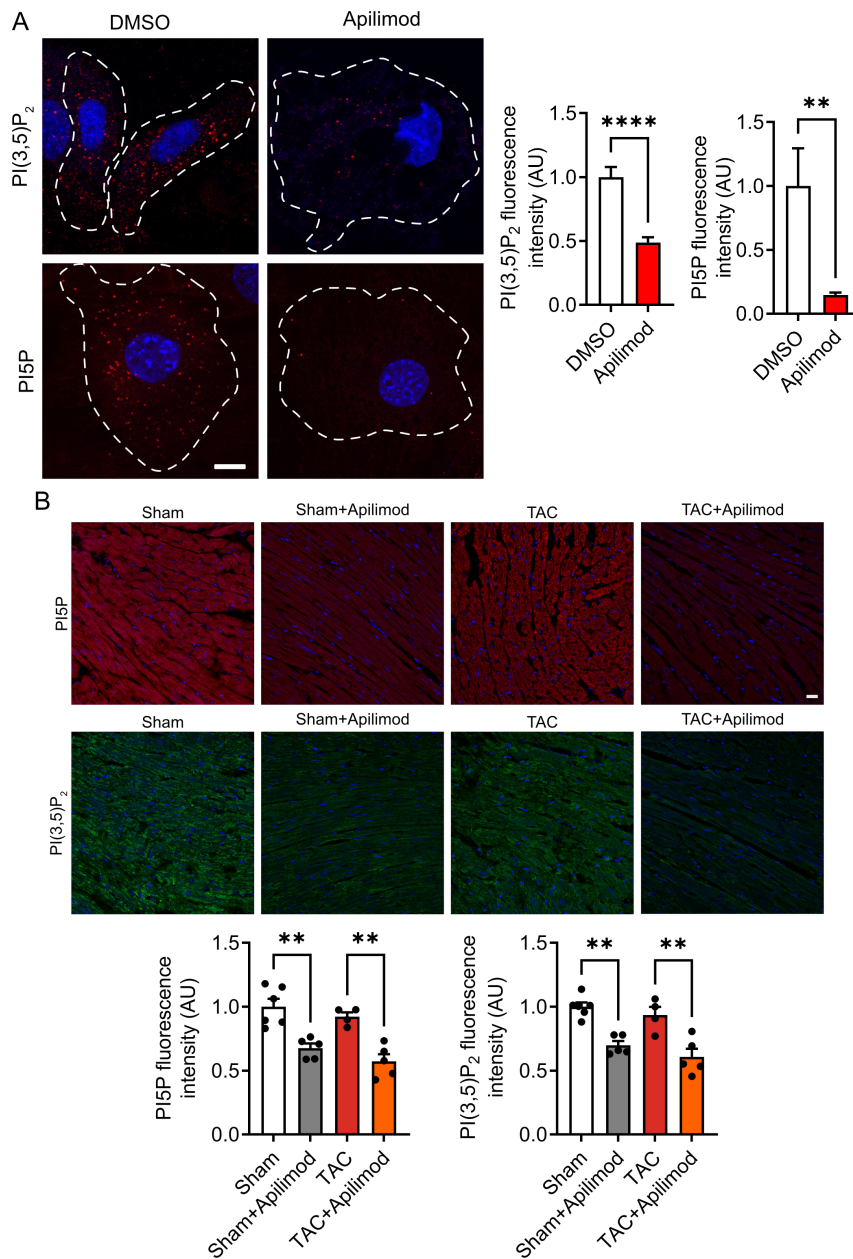 A
DMSO
Apilimod
PI(3,5)P₂
PI5P
PI(3,5)P₂ fluorescence
intensity (AU)
1.5
1.0
0.5
0.0
****
DMSO
Apilimod
PI5P fluorescence
intensity (AU)
1.5
1.0
0.5
0.0
**
DMSO
Apilimod
B
Sham
Sham+Apilimod
TAC
TAC+Apilimod
PI5P
Sham
Sham+Apilimod
TAC
TAC+Apilimod
PI(3,5)P₂
PI5P fluorescence
intensity (AU)
1.5
1.0
0.5
0.0
**
**
Sham
Sham+Apilimod
TAC
TAC+Apilimod
PI(3,5)P₂ fluorescence
intensity (AU)
1.5
1.0
0.5
0.0
**
**
Sham
Sham+Apilimod
TAC
TAC+Apilimod